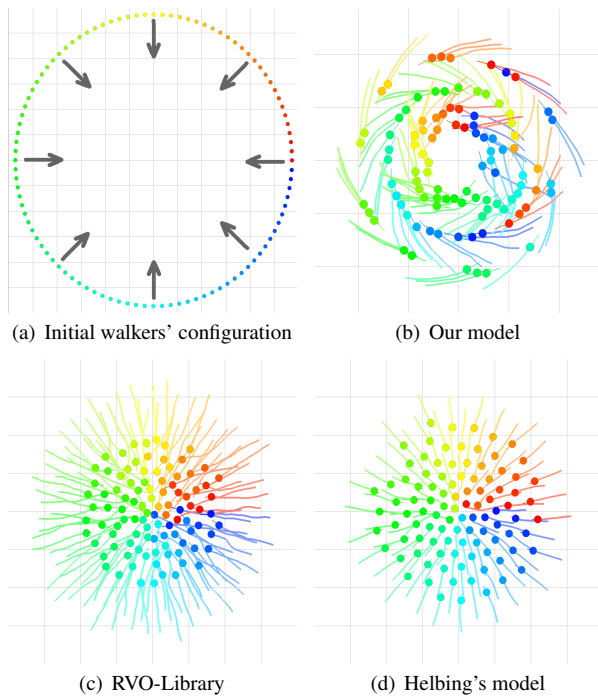 (a) Initial walkers' configuration
(b) Our model
(c) RVO-Library
(d) Helbing's model